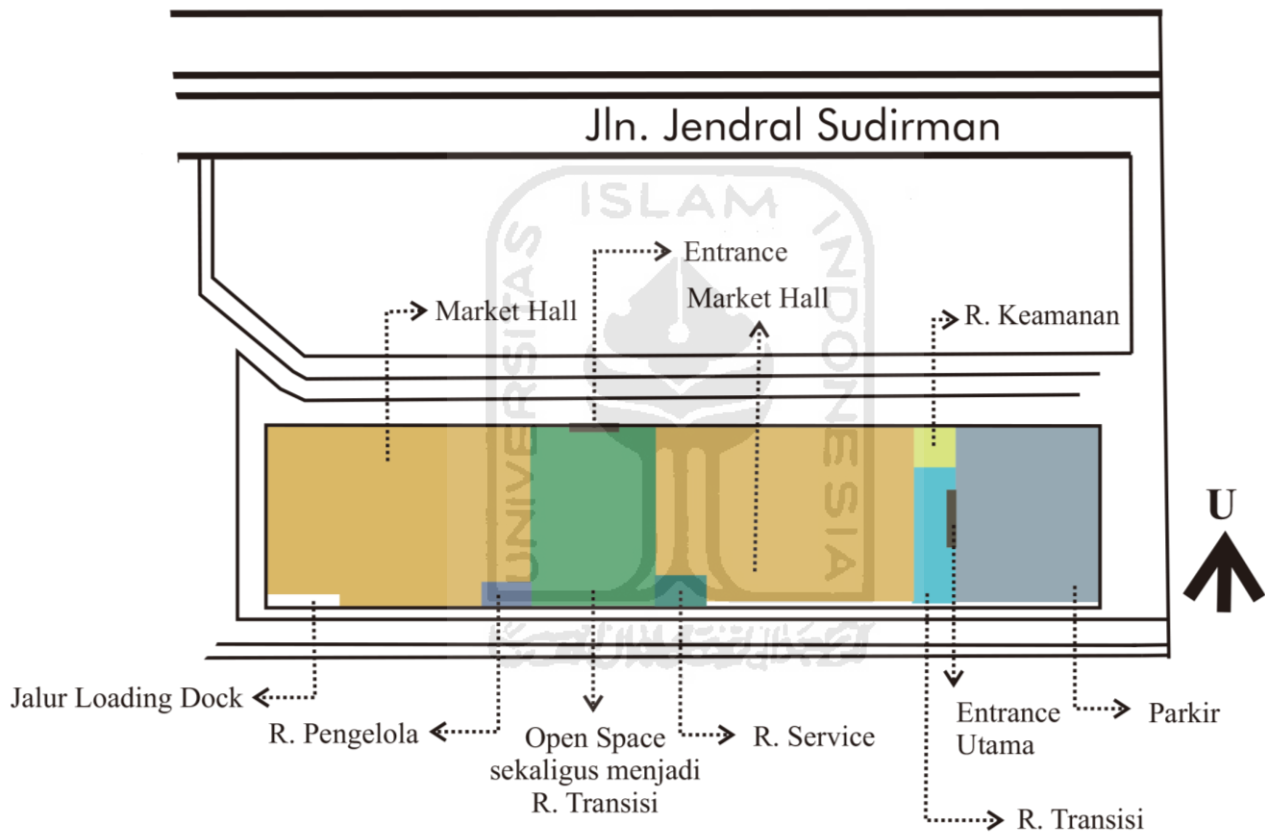 Jln. Jendral Sudirman
UNIVERSITAS
ISLAM
INDONESIA
Entrance
Market Hall
Market Hall
R. Keamanan
U
Jalur Loading Dock
R. Pengelola
Open Space
sekaligus menjadi
R. Transisi
R. Service
Entrance
Utama
Parkir
R. Transisi